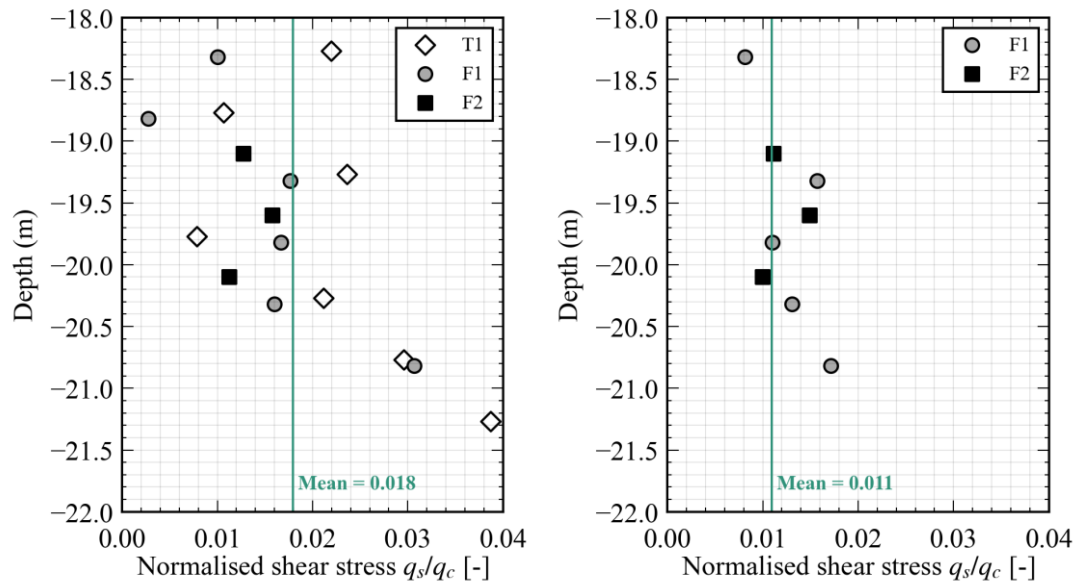 −18.0
−18.5
−19.0
−19.5
−20.0
−20.5
−21.0
−21.5
−22.0
Depth (m)
T1
F1
F2
Mean = 0.018
0.00 0.01 0.02 0.03 0.04
Normalised shear stress qs/qc [-]
−18.0
−18.5
−19.0
−19.5
−20.0
−20.5
−21.0
−21.5
−22.0
Depth (m)
F1
F2
Mean = 0.011
0.00 0.01 0.02 0.03 0.04
Normalised shear stress qs/qc [-]